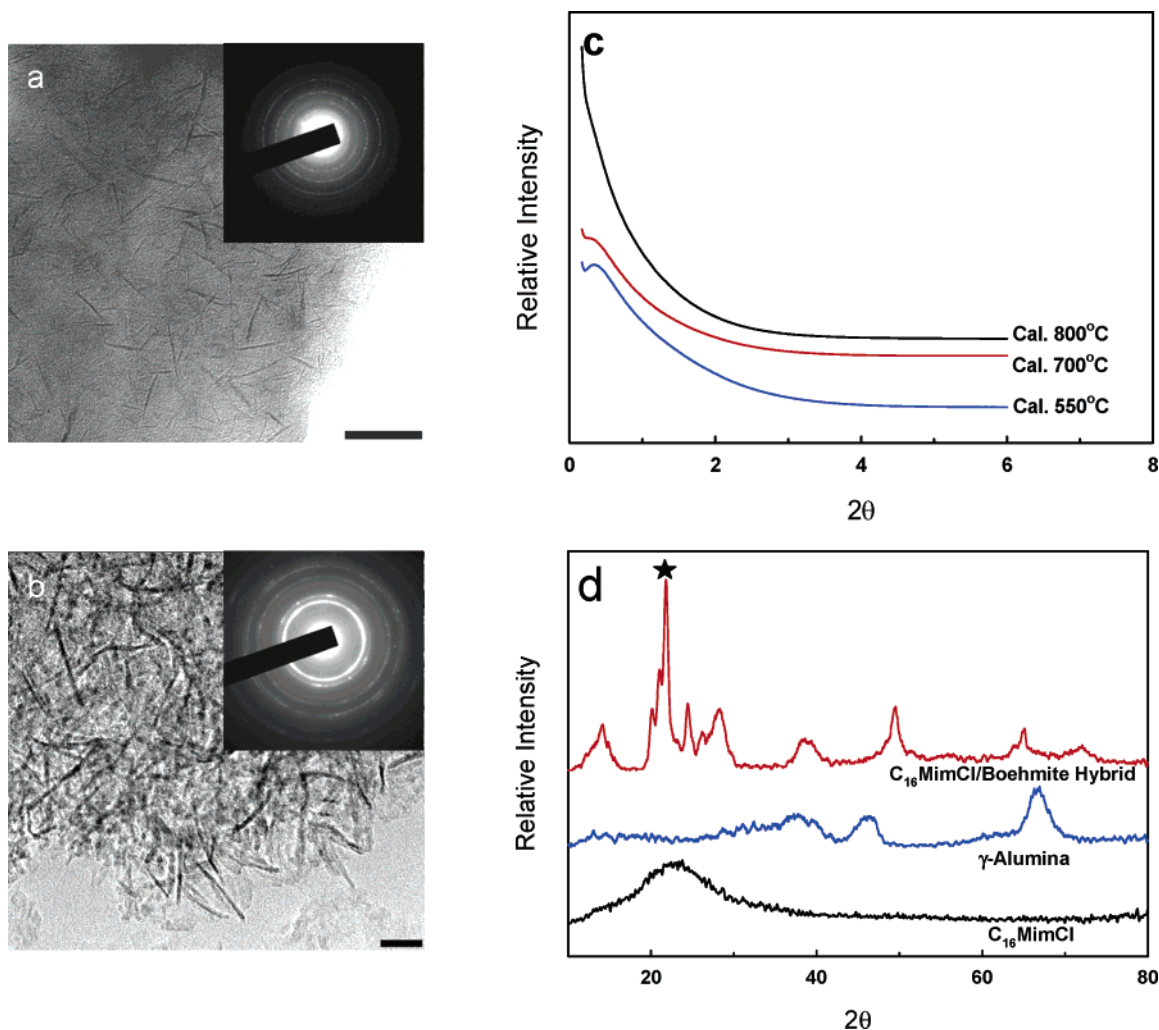 a
b
c
Relative Intensity
Cal. 800°C
Cal. 700°C
Cal. 550°C
0 2 4 6 8
2θ
d
Relative Intensity
C₁₆MimCl/Boehmite Hybrid
γ-Alumina
C₁₆MimCl
20 40 60 80
2θ